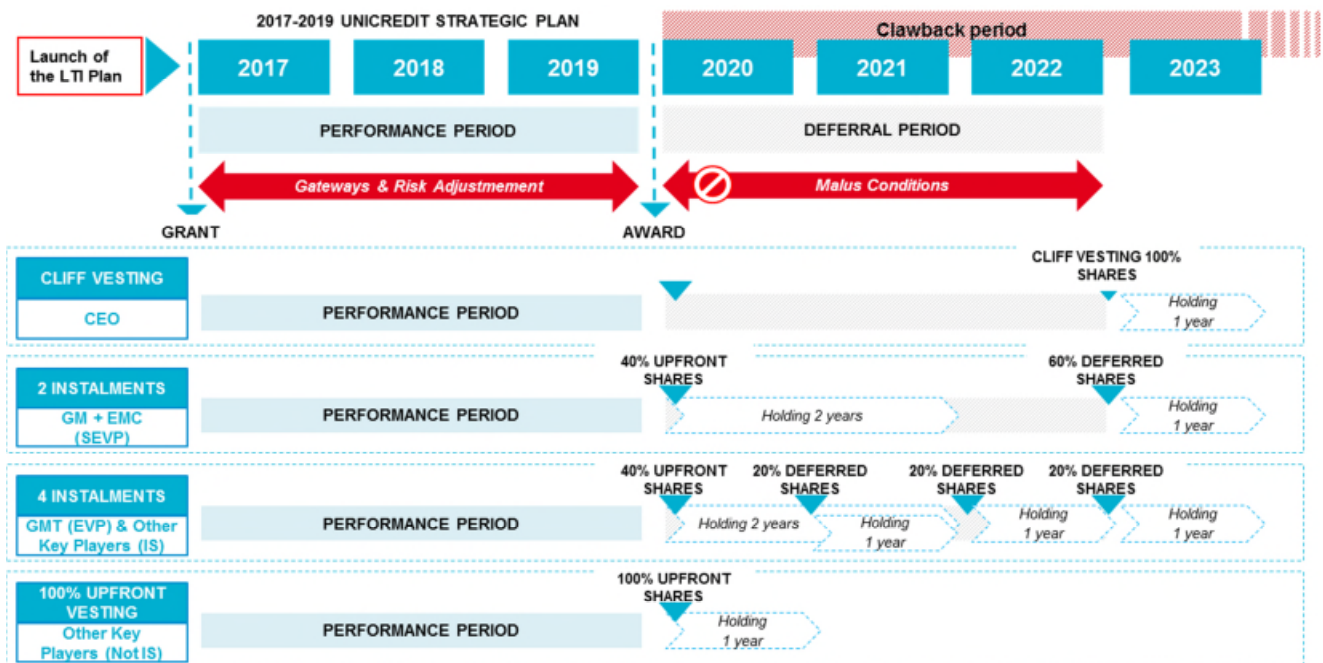 2017-2019 UNICREDIT STRATEGIC PLAN
Clawback period
Launch of
the LTI Plan
2017
2018
2019
2020
2021
2022
2023
PERFORMANCE PERIOD
DEFERRAL PERIOD
Gateways & Risk Adjustmement
Malus Conditions
GRANT
AWARD
CLIFF VESTING
CEO
PERFORMANCE PERIOD
CLIFF VESTING 100%
SHARES
Holding
1 year
2 INSTALMENTS
GM + EMC
(SEVP)
PERFORMANCE PERIOD
40% UPFRONT
SHARES
Holding 2 years
60% DEFERRED
SHARES
Holding
1 year
4 INSTALMENTS
GMT (EVP) & Other
Key Players (IS)
PERFORMANCE PERIOD
40% UPFRONT
SHARES
Holding 2 years
20% DEFERRED
SHARES
Holding
1 year
20% DEFERRED
SHARES
Holding
1 year
20% DEFERRED
SHARES
Holding
1 year
100% UPFRONT
VESTING
Other Key
Players (Not IS)
PERFORMANCE PERIOD
100% UPFRONT
SHARES
Holding
1 year